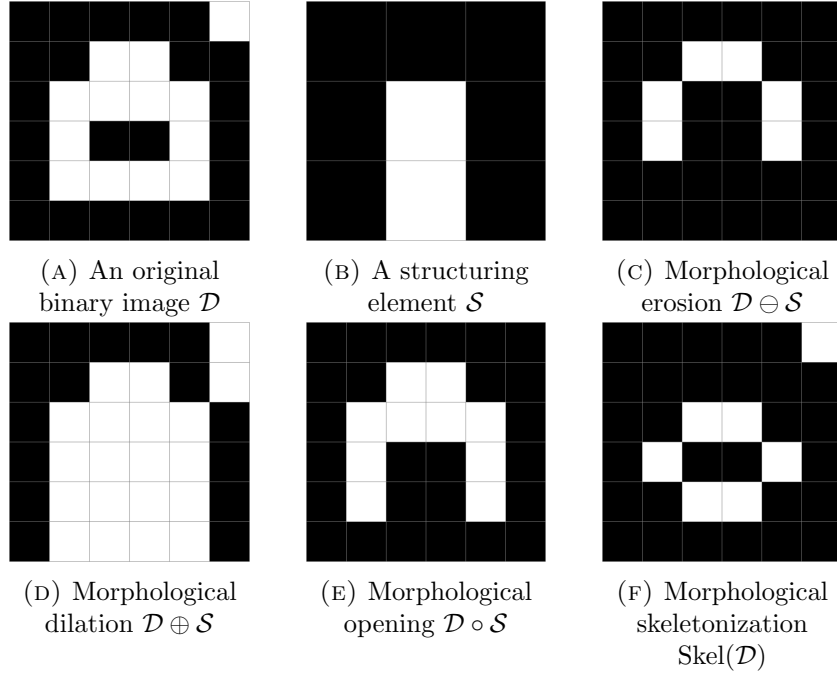 (A) An original
binary image 𝒟
(B) A structuring
element 𝒮
(C) Morphological
erosion 𝒟 ⊖ 𝒮
(D) Morphological
dilation 𝒟 ⊕ 𝒮
(E) Morphological
opening 𝒟 ∘ 𝒮
(F) Morphological
skeletonization
Skel(𝒟)